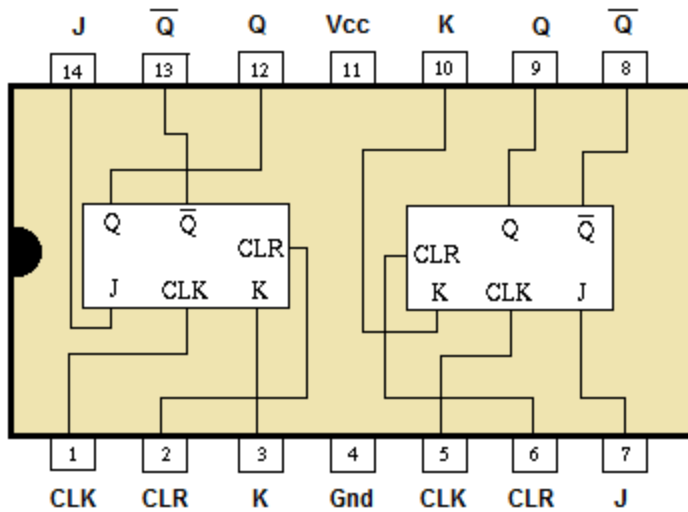 J Q̅ Q Vcc K Q Q̅
14 13 12 11 10 9 8
Q Q̅ Q Q̅
CLR CLR
J CLK K K CLK J
1 2 3 4 5 6 7
CLK CLR K Gnd CLK CLR J